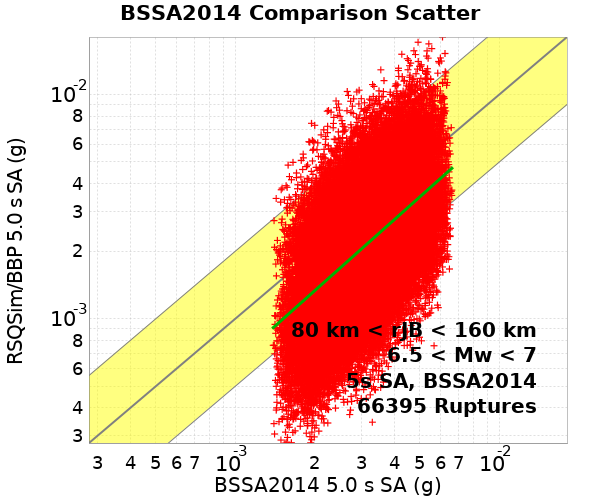 BSSA2014 Comparison Scatter
RSQSim/BBP 5.0 s SA (g)
10-2
8
6
4
3
2
10-3
8
6
4
3
80 km < rJB < 160 km
6.5 < Mw < 7
5s SA, BSSA2014
66395 Ruptures
3 4 5 6 7 10-3 2 3 4 5 6 7 10-2
BSSA2014 5.0 s SA (g)